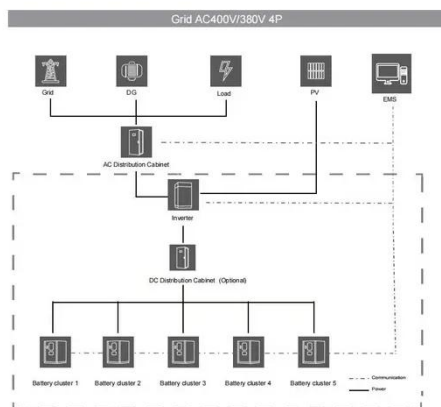 Grid AC400V/380V 4P
Grid
DG
Load
PV
EMS
AC Distribution Cabinet
Inverter
DC Distribution Cabinet (Optional)
Battery cluster 1
Battery cluster 2
Battery cluster 3
Battery cluster 4
Battery cluster 5
Communication
Power